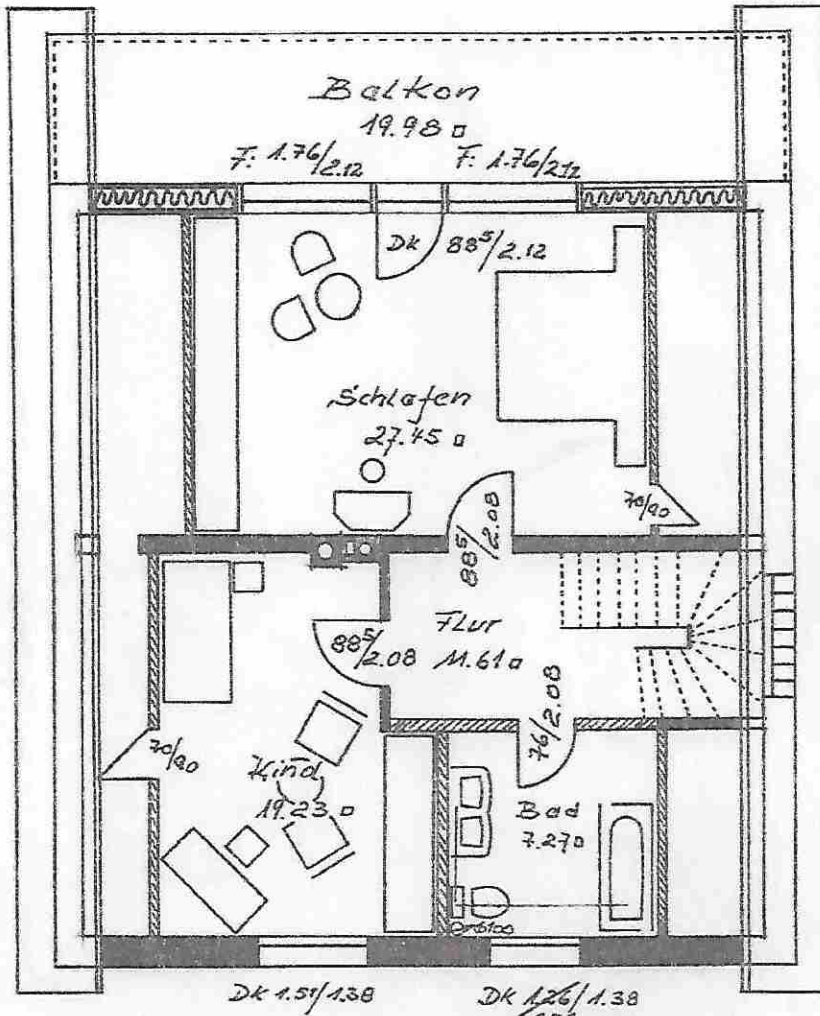 Balkon
19.98 □
F: 1.76/2.12
F: 1.76/2.12
DK 88⁵/2.12
Schlafen
27.45 □
70/90
88⁵/2.08
Flur
11.61 □
88⁵/2.08
76/2.08
70/90
Kind
19.23 □
Bad
7.27 □
DK 1.51/1.38
DK 1.26/1.38